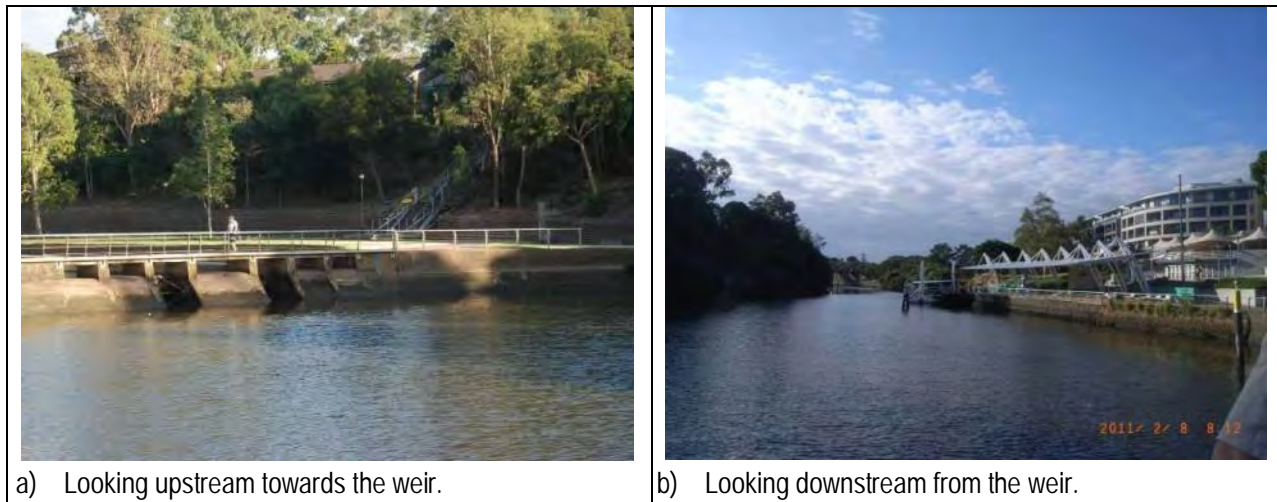 2011/ 2/ 8 8:12
a) Looking upstream towards the weir.
b) Looking downstream from the weir.